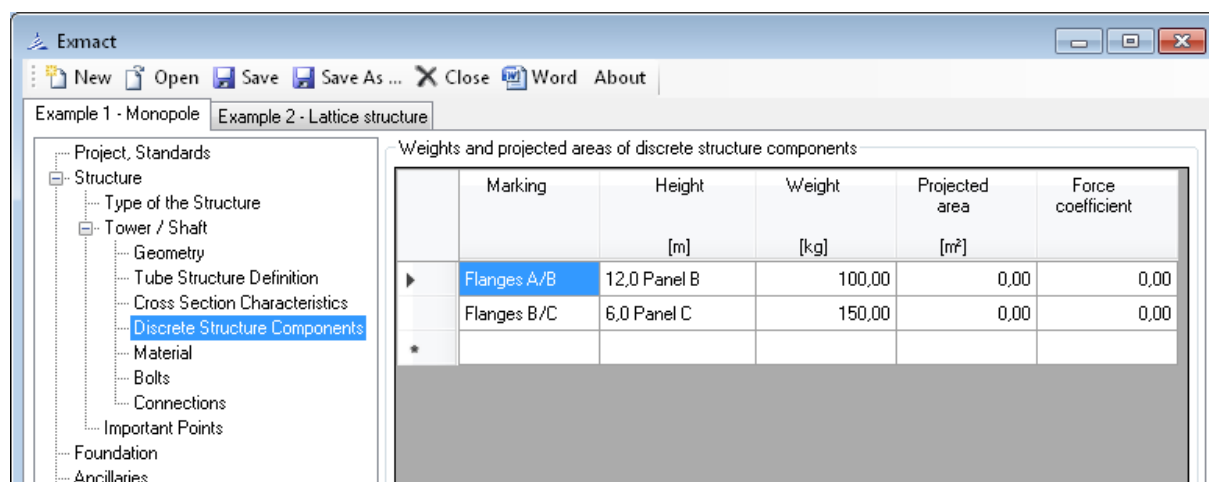 Exmact
New Open Save Save As ... Close Word About
Example 1 - Monopole Example 2 - Lattice structure
Project, Standards
Structure
Type of the Structure
Tower / Shaft
Geometry
Tube Structure Definition
Cross Section Characteristics
Discrete Structure Components
Material
Bolts
Connections
Important Points
Foundation
Ancillaries
Weights and projected areas of discrete structure components
Marking Height Weight Projected Force
area coefficient
[m] [kg] [m²]
Flanges A/B 12,0 Panel B 100,00 0,00 0,00
Flanges B/C 6,0 Panel C 150,00 0,00 0,00
*